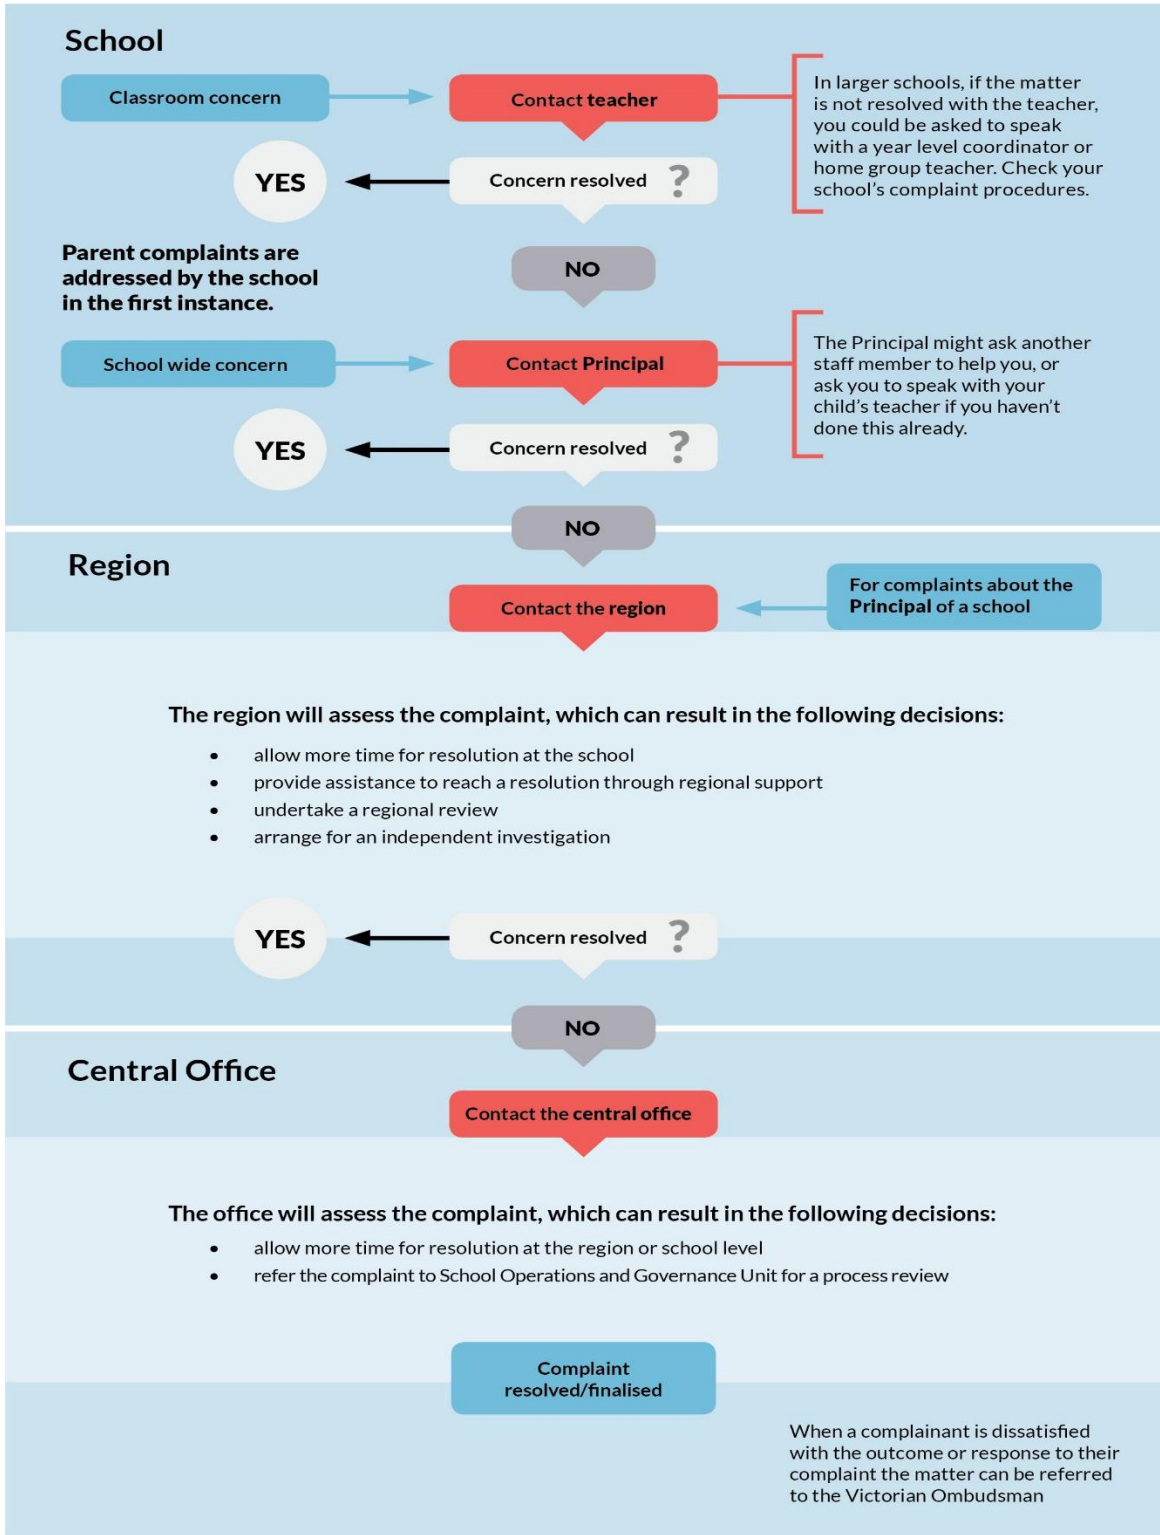 School
Classroom concern
Contact teacher
In larger schools, if the matter
is not resolved with the teacher,
you could be asked to speak
with a year level coordinator or
home group teacher. Check your
school's complaint procedures.
YES
Concern resolved ?
Parent complaints are
addressed by the school
in the first instance.
NO
School wide concern
Contact Principal
The Principal might ask another
staff member to help you, or
ask you to speak with your
child's teacher if you haven't
done this already.
YES
Concern resolved ?
NO
Region
Contact the region
For complaints about the
Principal of a school
The region will assess the complaint, which can result in the following decisions:
• allow more time for resolution at the school
• provide assistance to reach a resolution through regional support
• undertake a regional review
• arrange for an independent investigation
YES
Concern resolved ?
NO
Central Office
Contact the central office
The office will assess the complaint, which can result in the following decisions:
• allow more time for resolution at the region or school level
• refer the complaint to School Operations and Governance Unit for a process review
Complaint
resolved/finalised
When a complainant is dissatisfied
with the outcome or response to their
complaint the matter can be referred
to the Victorian Ombudsman